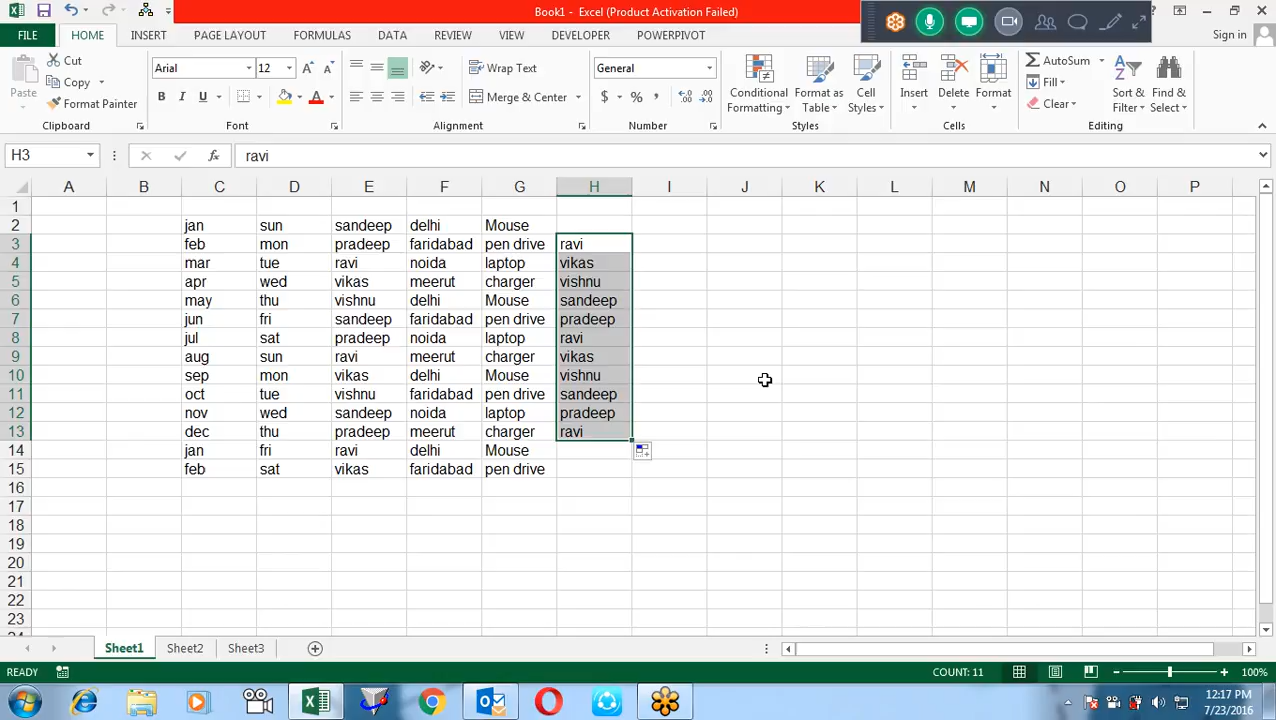 Book1 - Excel (Product Activation Failed)
Sign in
FILE HOME INSERT PAGE LAYOUT FORMULAS DATA REVIEW VIEW DEVELOPER POWERPIVOT
Paste
Cut
Copy
Format Painter
Clipboard
Arial 12
B I U
Font
Wrap Text
Merge & Center
Alignment
General
$ % ,
Number
Conditional Formatting
Format as Table
Cell Styles
Styles
Insert
Delete
Format
Cells
AutoSum
Fill
Clear
Sort & Filter
Find & Select
Editing
H3
fx
ravi
A B C D E F G H I J K L M N O P
1
2 jan sun sandeep delhi Mouse
3 feb mon pradeep faridabad pen drive ravi
4 mar tue ravi noida laptop vikas
5 apr wed vikas meerut charger vishnu
6 may thu vishnu delhi Mouse sandeep
7 jun fri sandeep faridabad pen drive pradeep
8 jul sat pradeep noida laptop ravi
9 aug sun ravi meerut charger vikas
10 sep mon vikas delhi Mouse vishnu
11 oct tue vishnu faridabad pen drive sandeep
12 nov wed sandeep noida laptop pradeep
13 dec thu pradeep meerut charger ravi
14 jan fri ravi delhi Mouse
15 feb sat vikas faridabad pen drive
16
17
18
19
20
21
22
23
Sheet1 Sheet2 Sheet3
READY
COUNT: 11
100%
12:17 PM
7/23/2016